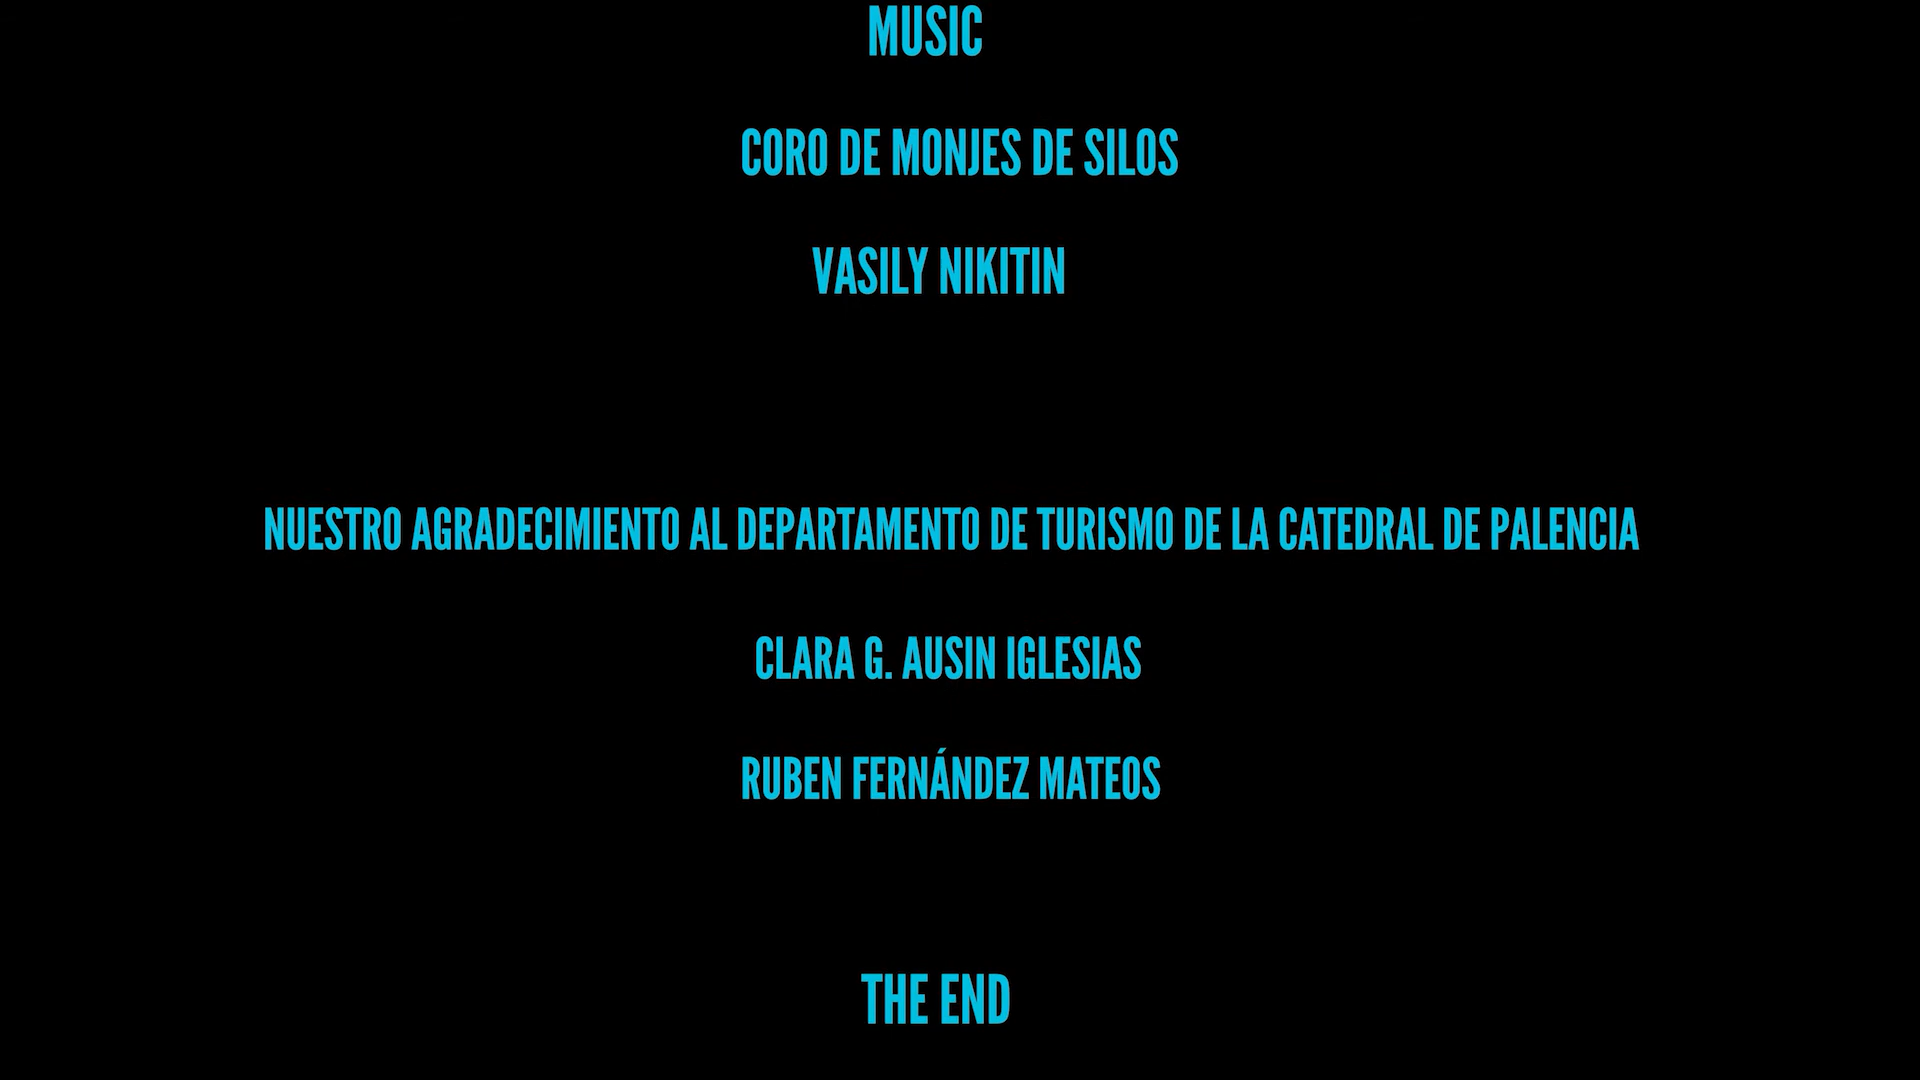 MUSIC
CORO DE MONJES DE SILOS
VASILY NIKITIN
NUESTRO AGRADECIMIENTO AL DEPARTAMENTO DE TURISMO DE LA CATEDRAL DE PALENCIA
CLARA G. AUSIN IGLESIAS
RUBEN FERNÁNDEZ MATEOS
THE END